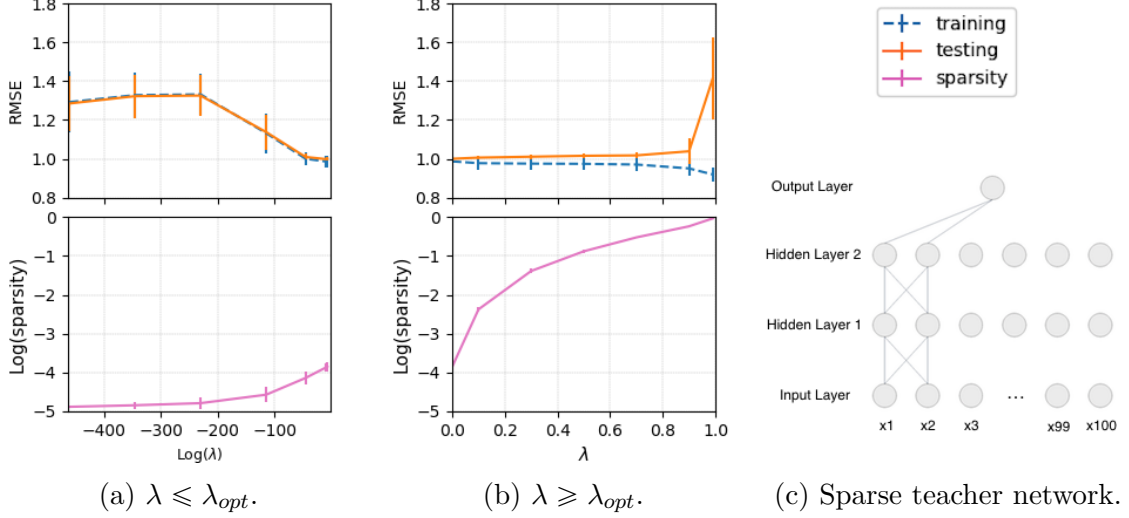 1.8
1.6
1.4
1.2
1.0
0.8
RMSE
0
−1
−2
−3
−4
−5
Log(sparsity)
−400 −300 −200 −100
Log(λ)
(a) λ ⩽ λopt.
1.8
1.6
1.4
1.2
1.0
0.8
RMSE
0
−1
−2
−3
−4
−5
Log(sparsity)
0.0 0.2 0.4 0.6 0.8 1.0
λ
(b) λ ⩾ λopt.
training
testing
sparsity
Output Layer
Hidden Layer 2
Hidden Layer 1
Input Layer
...
x1 x2 x3 x99 x100
(c) Sparse teacher network.